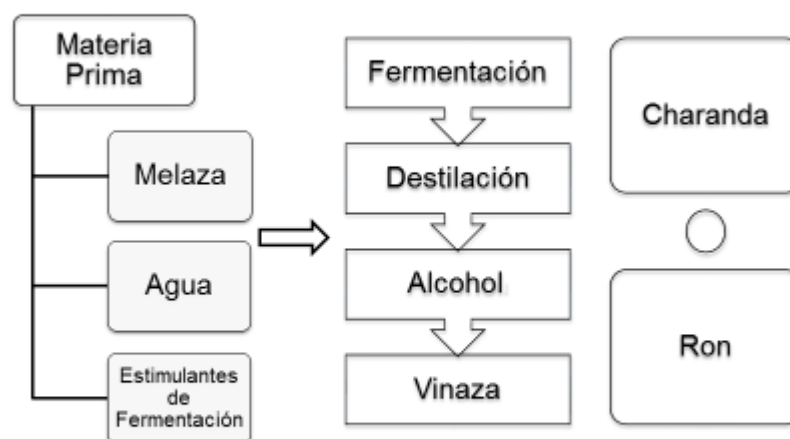 Materia
Prima
Melaza
Agua
Estimulantes
de
Fermentación
Fermentación
Destilación
Alcohol
Vinaza
Charanda
Ron